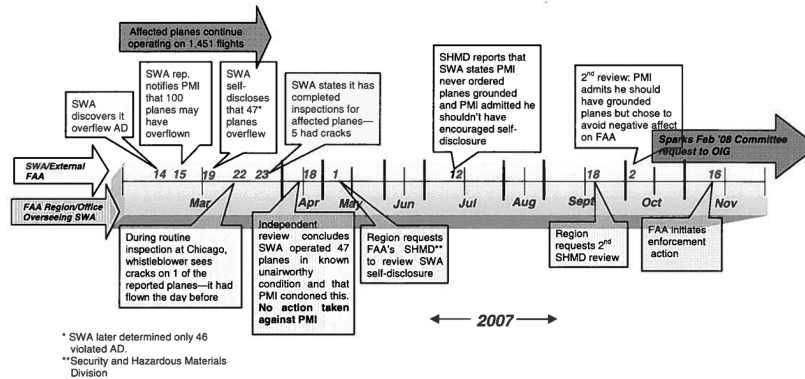 Affected planes continue
operating on 1,451 flights
SWA
discovers it
overflew AD
SWA rep.
notifies PMI
that 100
planes may
have
overflown
SWA
self-
discloses
that 47*
planes
overflew
SWA states it has
completed
inspections for
affected planes—
5 had cracks
SHMD reports that
SWA states PMI
never ordered
planes grounded
and PMI admitted he
shouldn't have
encouraged self-
disclosure
2nd review: PMI
admits he should
have grounded
planes but chose to
avoid negative affect
on FAA
Sparks Feb '08 Committee
request to OIG
SWA/External
FAA
14 15 19 22 23 18 1 12 18 2 16
Mar Apr May Jun Jul Aug Sept Oct Nov
FAA Region/Office
Overseeing SWA
During routine
inspection at Chicago,
whistleblower sees
cracks on 1 of the
reported planes—it had
flown the day before
Independent
review concludes
SWA operated 47
planes in known
unairworthy
condition and that
PMI condoned this.
No action taken
against PMI
Region requests
FAA's SHMD**
to review SWA
self-disclosure
Region
requests 2nd
SHMD review
FAA initiates
enforcement
action
2007
* SWA later determined only 46
violated AD.
**Security and Hazardous Materials
Division